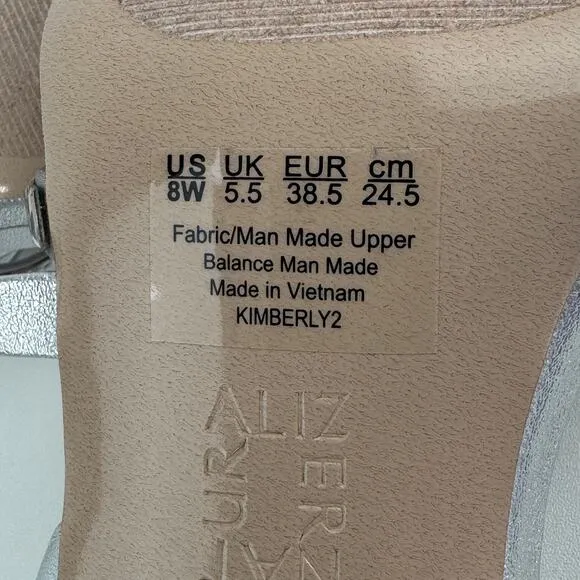 US UK EUR cm
8W 5.5 38.5 24.5
Fabric/Man Made Upper
Balance Man Made
Made in Vietnam
KIMBERLY2
NATURALIZER